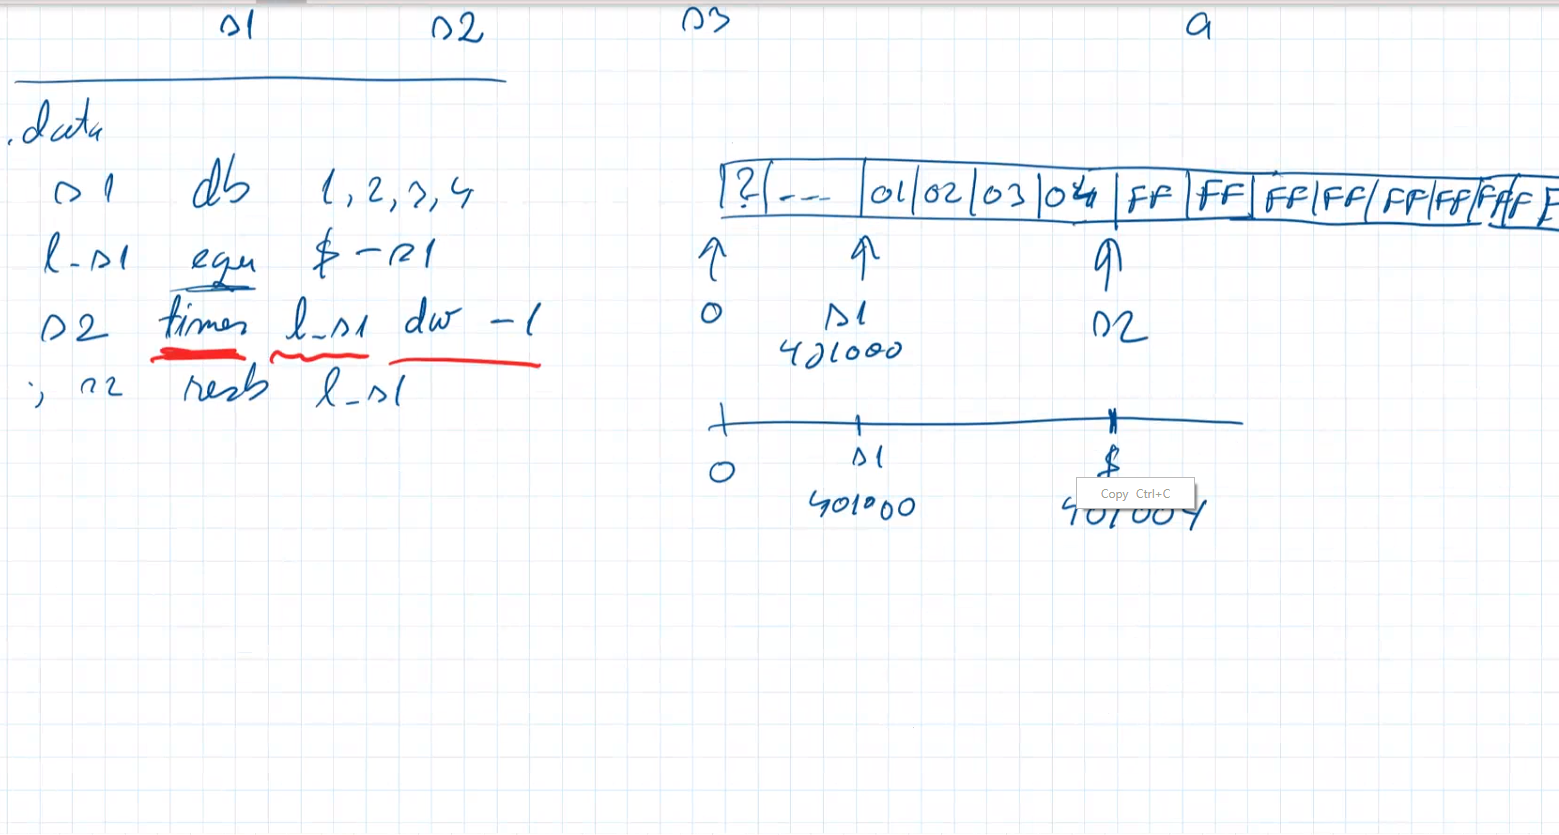 s1 s2 s3 a
.data
s1 db 1, 2, 3, 4
l_s1 equ $ - s1
s2 times l_s1 dw -1
; s2 resb l_s1
? ... 01 02 03 04 FF FF FF FF FF FF FF FF
0 s1 s2
401000
0 s1 $
401000 401004
Copy Ctrl+C